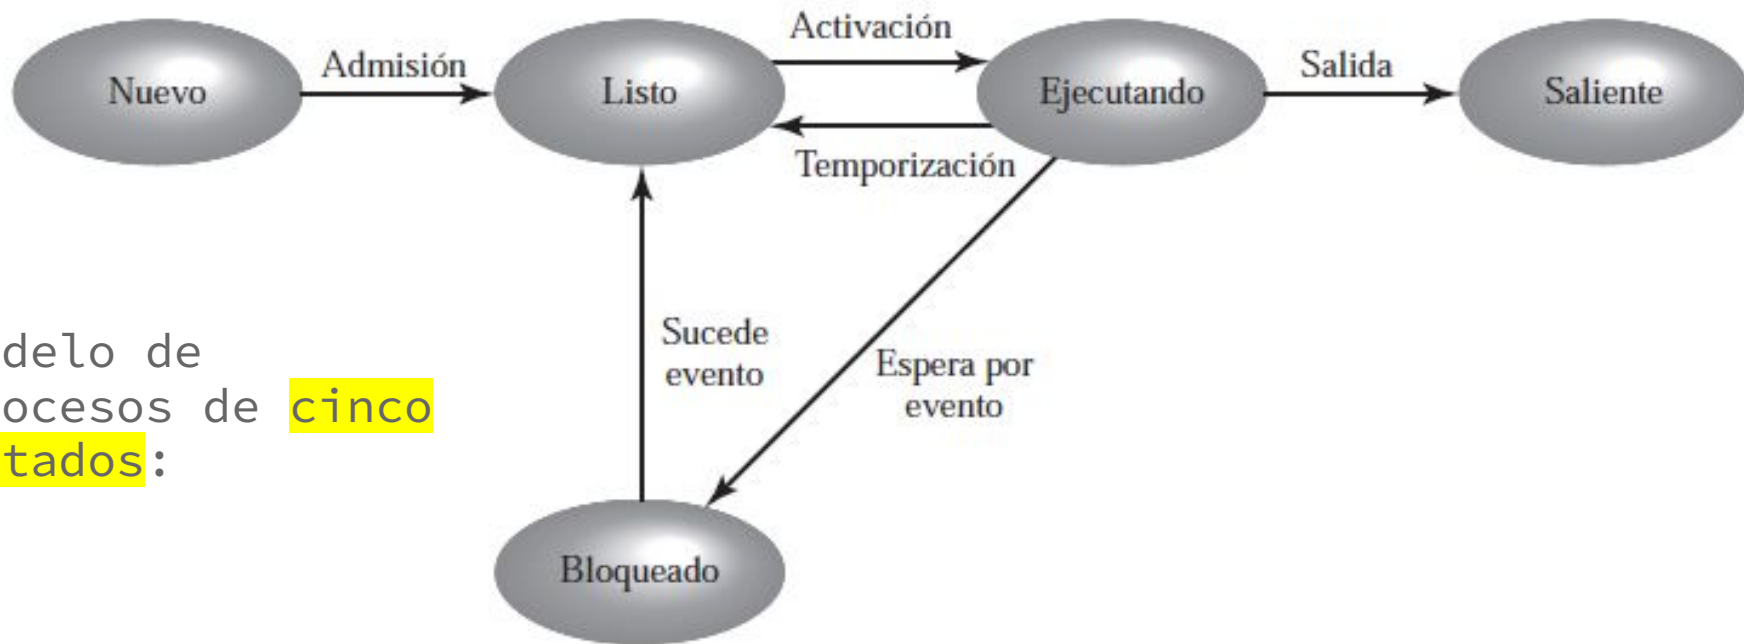 Activación
Nuevo
Admisión
Listo
Ejecutando
Salida
Saliente
Temporización
Sucede
evento
Espera por
evento
delo de
ocesos de cinco
tados:
Bloqueado